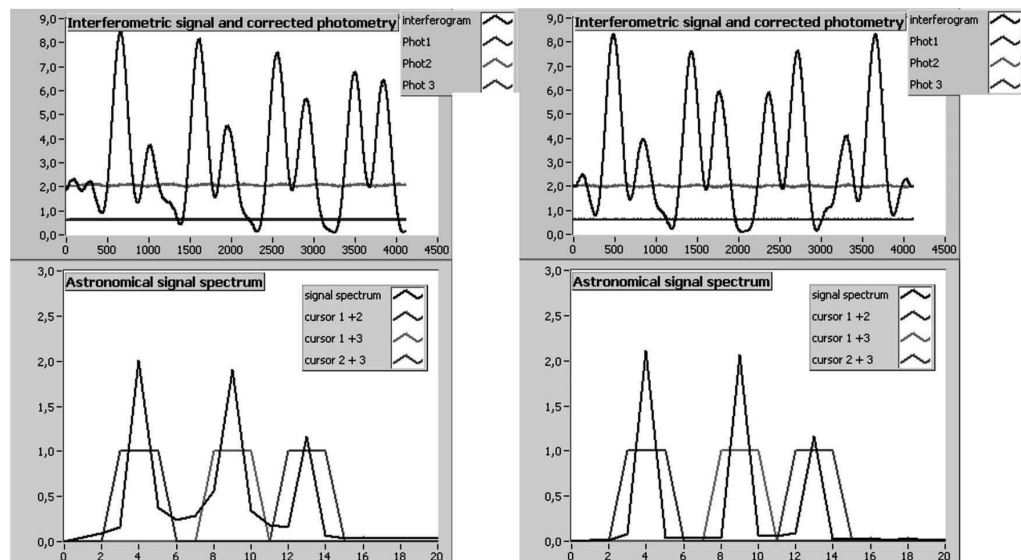 Interferometric signal and corrected photometry
interferogram
Phot1
Phot2
Phot 3
9,0
8,0
7,0
6,0
5,0
4,0
3,0
2,0
1,0
0,0
0 500 1000 1500 2000 2500 3000 3500 4000 4500
Astronomical signal spectrum
signal spectrum
cursor 1 +2
cursor 1 +3
cursor 2 + 3
3,0
2,5
2,0
1,5
1,0
0,5
0,0
0 2 4 6 8 10 12 14 16 18 20
Interferometric signal and corrected photometry
interferogram
Phot1
Phot2
Phot 3
9,0
8,0
7,0
6,0
5,0
4,0
3,0
2,0
1,0
0,0
0 500 1000 1500 2000 2500 3000 3500 4000 4500
Astronomical signal spectrum
signal spectrum
cursor 1 +2
cursor 1 +3
cursor 2 + 3
3,0
2,5
2,0
1,5
1,0
0,5
0,0
0 2 4 6 8 10 12 14 16 18 20